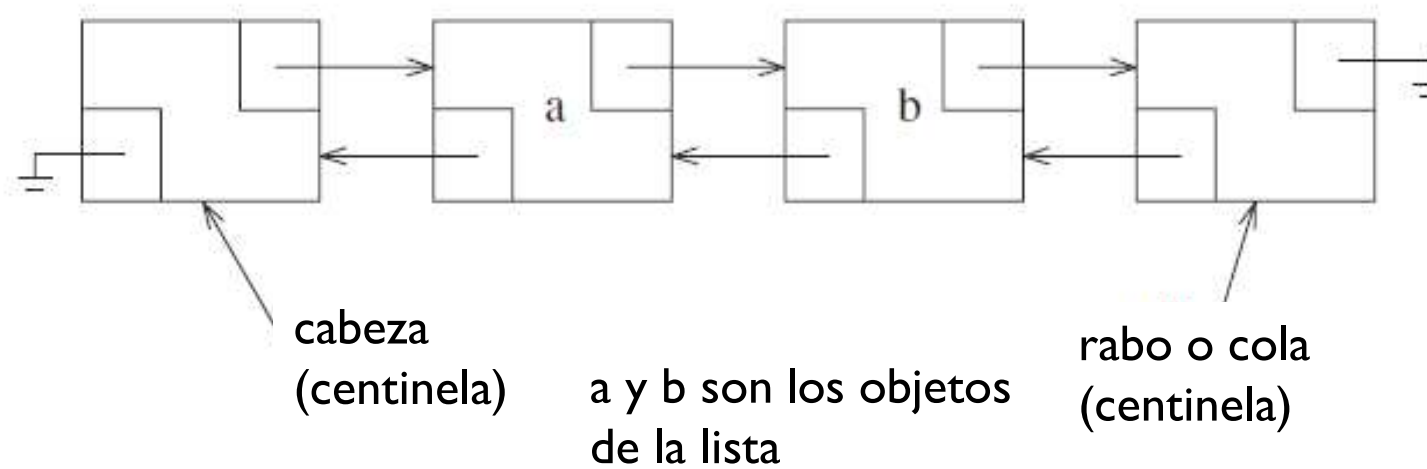 a
b
cabeza
(centinela)
a y b son los objetos
de la lista
rabo o cola
(centinela)